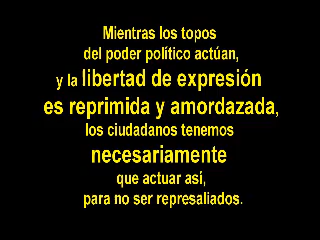 Mientras los topos
del poder político actúan,
y la libertad de expresión
es reprimida y amordazada,
los ciudadanos tenemos
necesariamente
que actuar así,
para no ser represaliados.